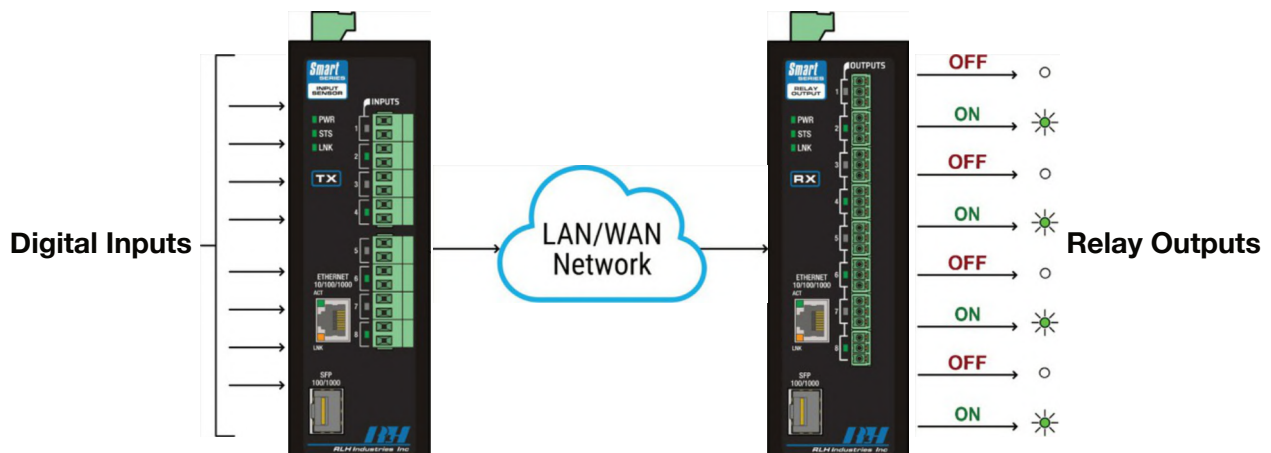 Digital Inputs
Smart
SERIES
INPUT
SENSOR
INPUTS
PWR
STS
LNK
TX
1
2
3
4
5
6
7
8
ETHERNET
10/100/1000
ACT
LNK
SFP
100/1000
RLH
RLH Industries Inc
LAN/WAN
Network
Smart
SERIES
RELAY
OUTPUT
OUTPUTS
PWR
STS
LNK
RX
1
2
3
4
5
6
7
8
ETHERNET
10/100/1000
ACT
LNK
SFP
100/1000
RLH
RLH Industries Inc
OFF
ON
OFF
ON
OFF
ON
OFF
ON
Relay Outputs